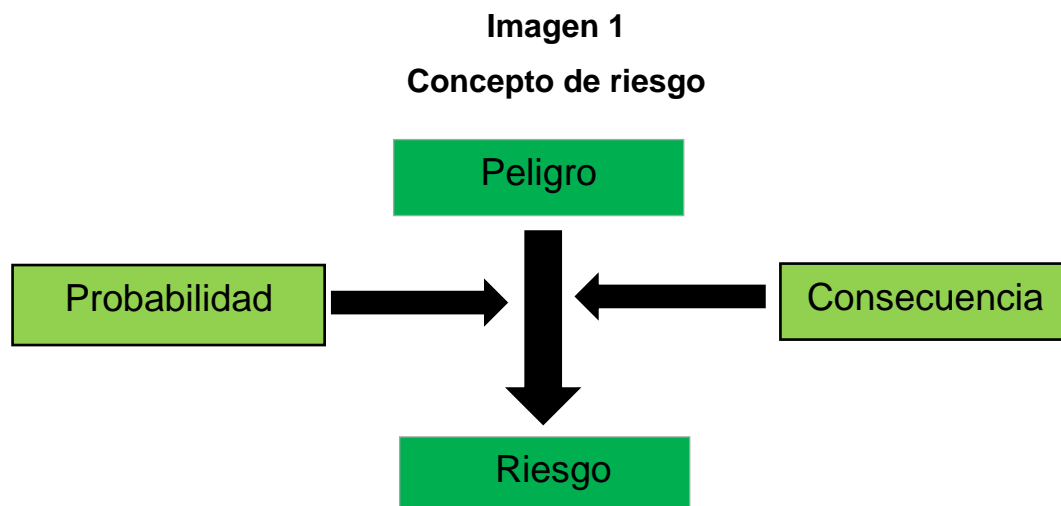 Imagen 1
Concepto de riesgo
Peligro
Probabilidad
Consecuencia
Riesgo